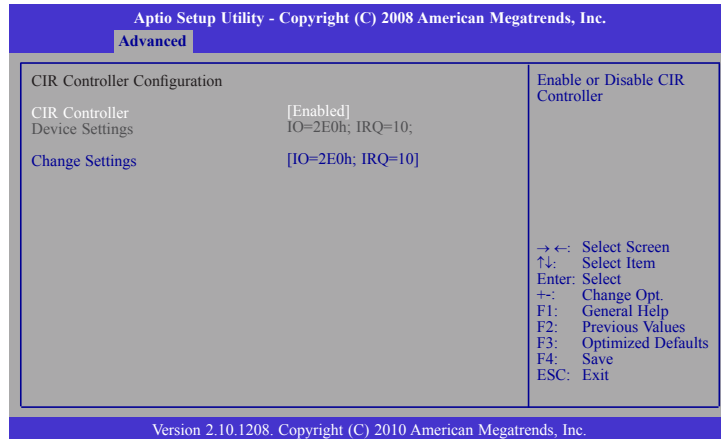 Aptio Setup Utility - Copyright (C) 2008 American Megatrends, Inc.
Advanced
CIR Controller Configuration
CIR Controller [Enabled]
Device Settings IO=2E0h; IRQ=10;
Change Settings [IO=2E0h; IRQ=10]
Enable or Disable CIR
Controller
→ ←: Select Screen
↑↓: Select Item
Enter: Select
+-: Change Opt.
F1: General Help
F2: Previous Values
F3: Optimized Defaults
F4: Save
ESC: Exit
Version 2.10.1208. Copyright (C) 2010 American Megatrends, Inc.